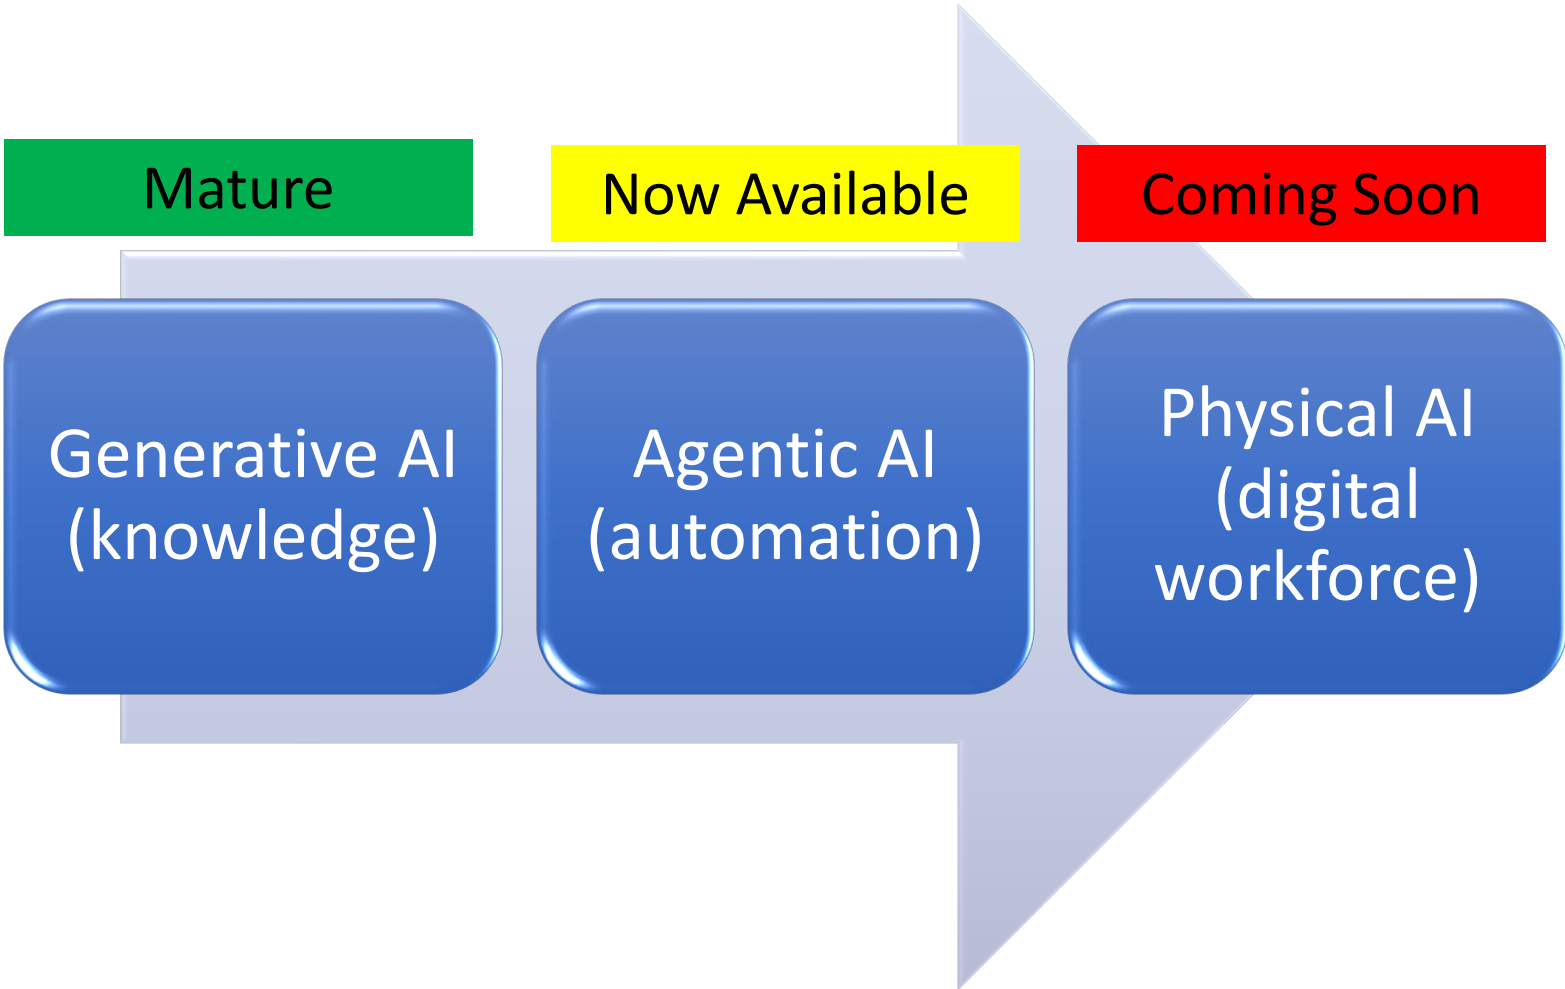 Mature
Now Available
Coming Soon
Generative AI
(knowledge)
Agentic AI
(automation)
Physical AI
(digital
workforce)